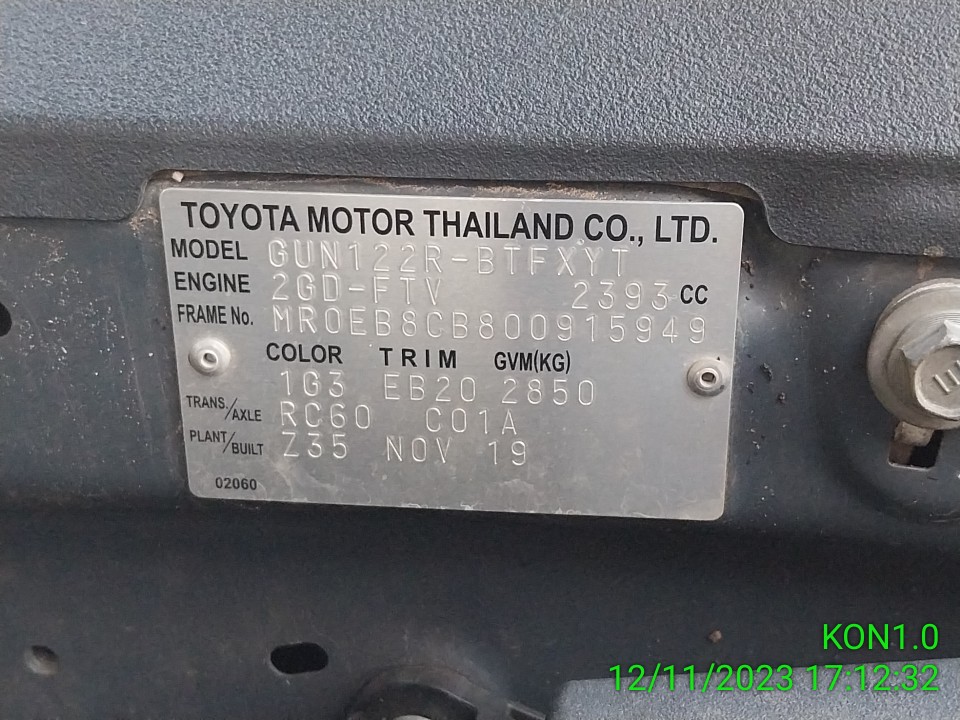 TOYOTA MOTOR THAILAND CO., LTD.
MODEL GUN122R-BTFXYT
ENGINE 2GD-FTV 2393 CC
FRAME No. MR0EB8CB800915949
COLOR TRIM GVM(KG)
1G3 EB20 2850
TRANS./AXLE RC60 C01A
PLANT/BUILT Z35 NOV 19
02060
KON1.0
12/11/2023 17:12:32